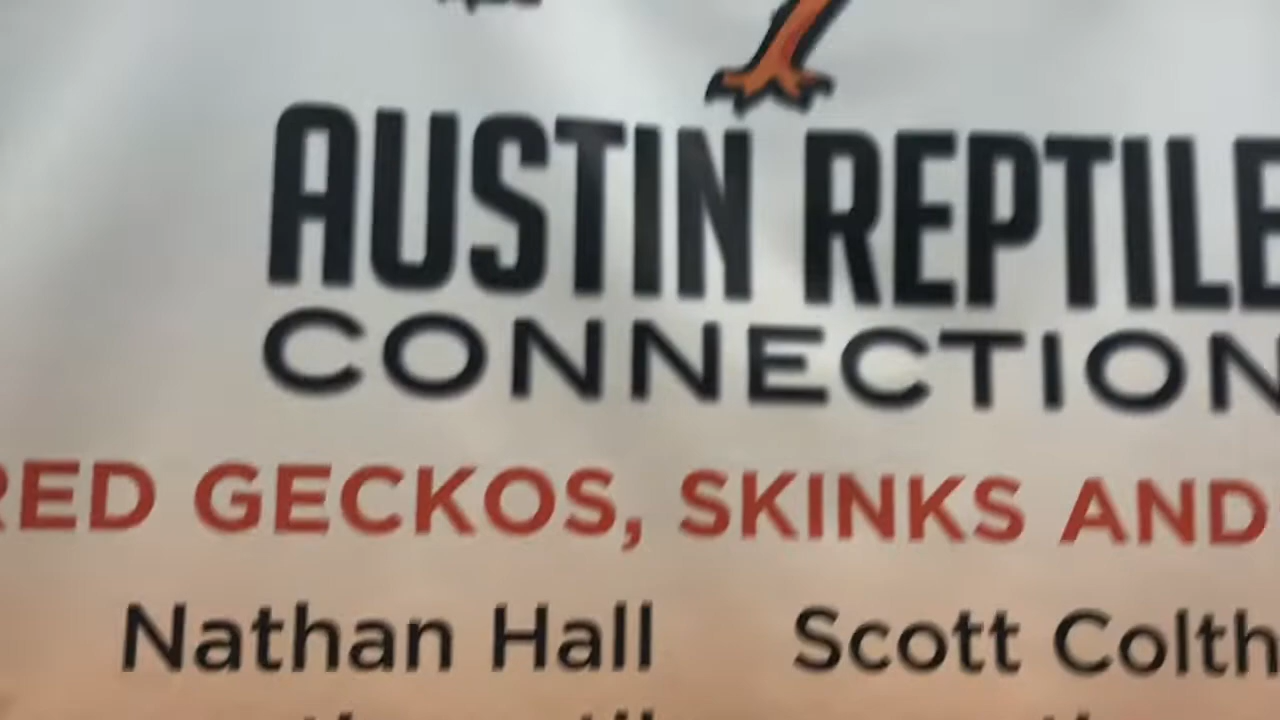 AUSTIN REPTILE
CONNECTION
RED GECKOS, SKINKS AND
Nathan Hall Scott Colth